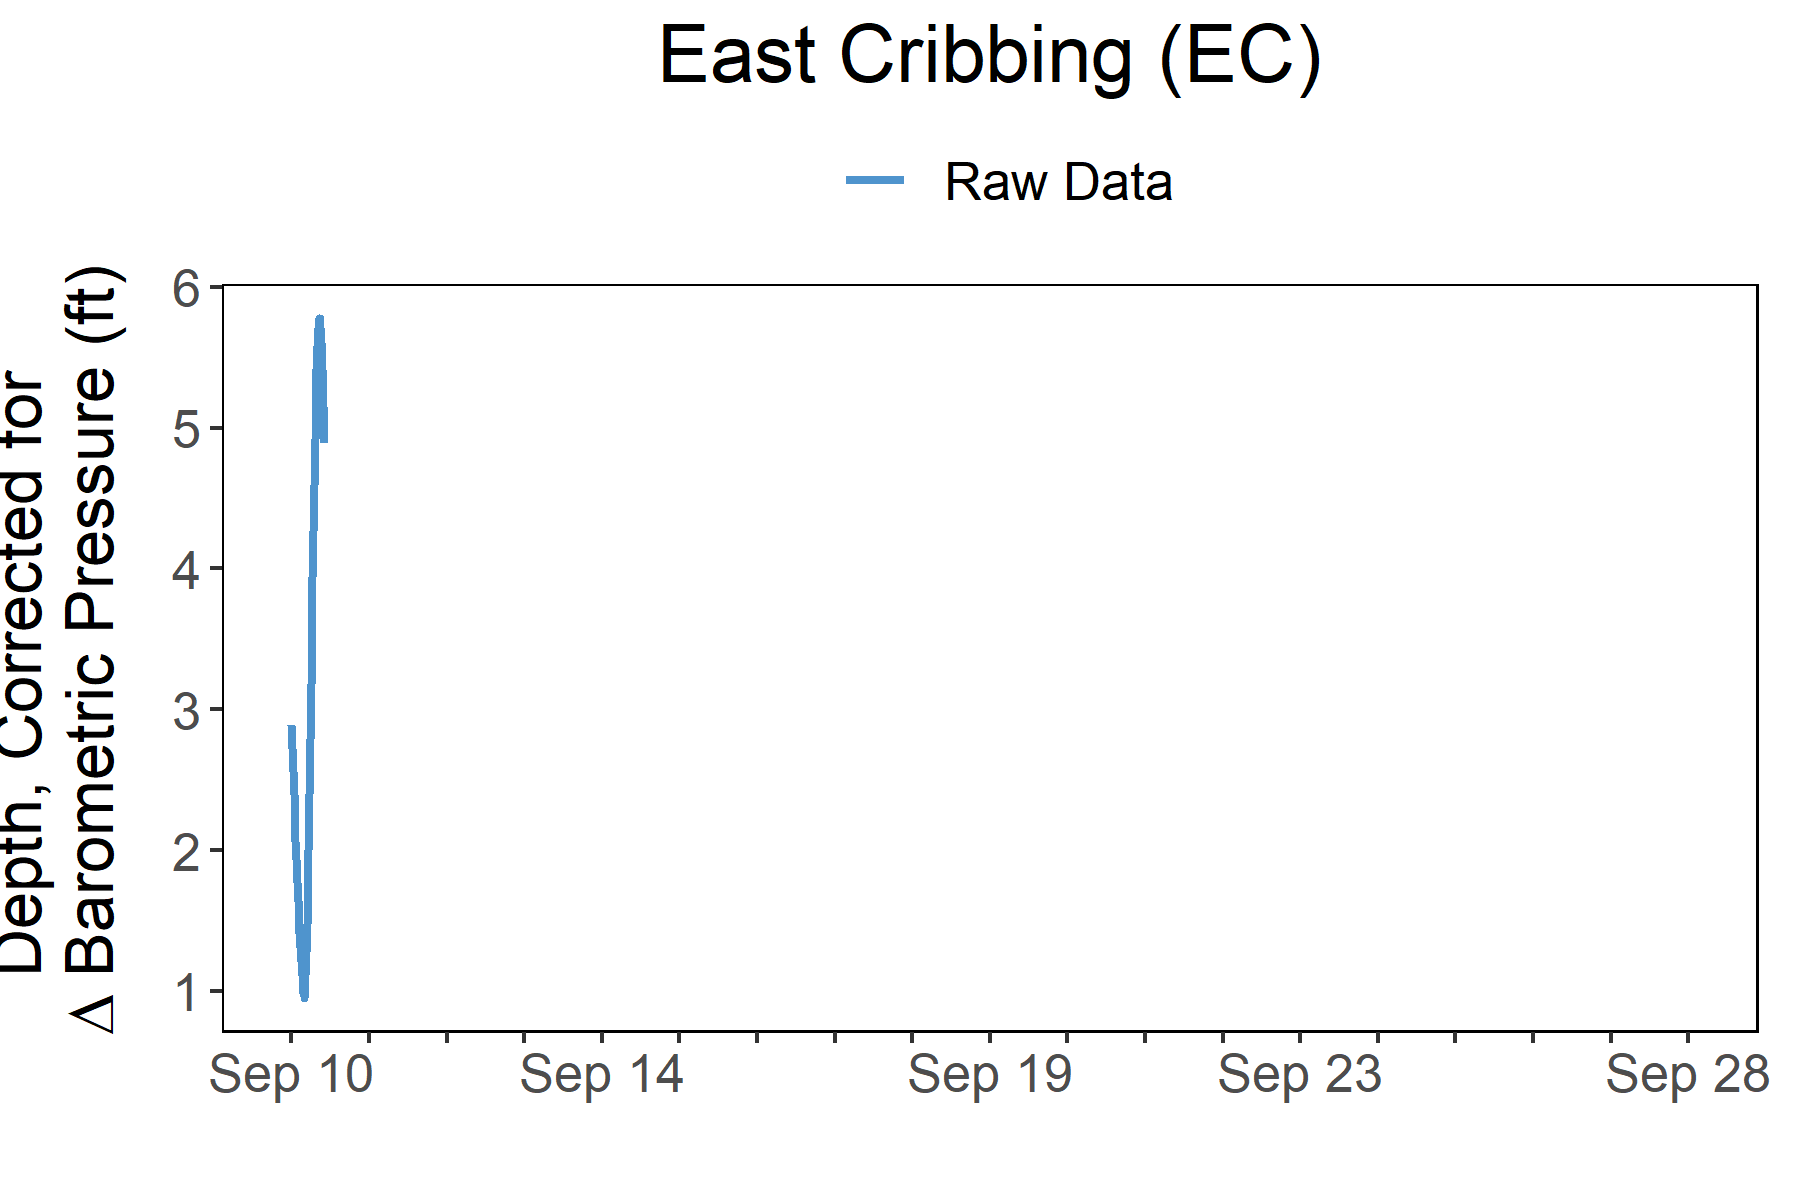 East Cribbing (EC)
Raw Data
Depth, Corrected for
Δ Barometric Pressure (ft)
6
5
4
3
2
1
Sep 10 Sep 14 Sep 19 Sep 23 Sep 28